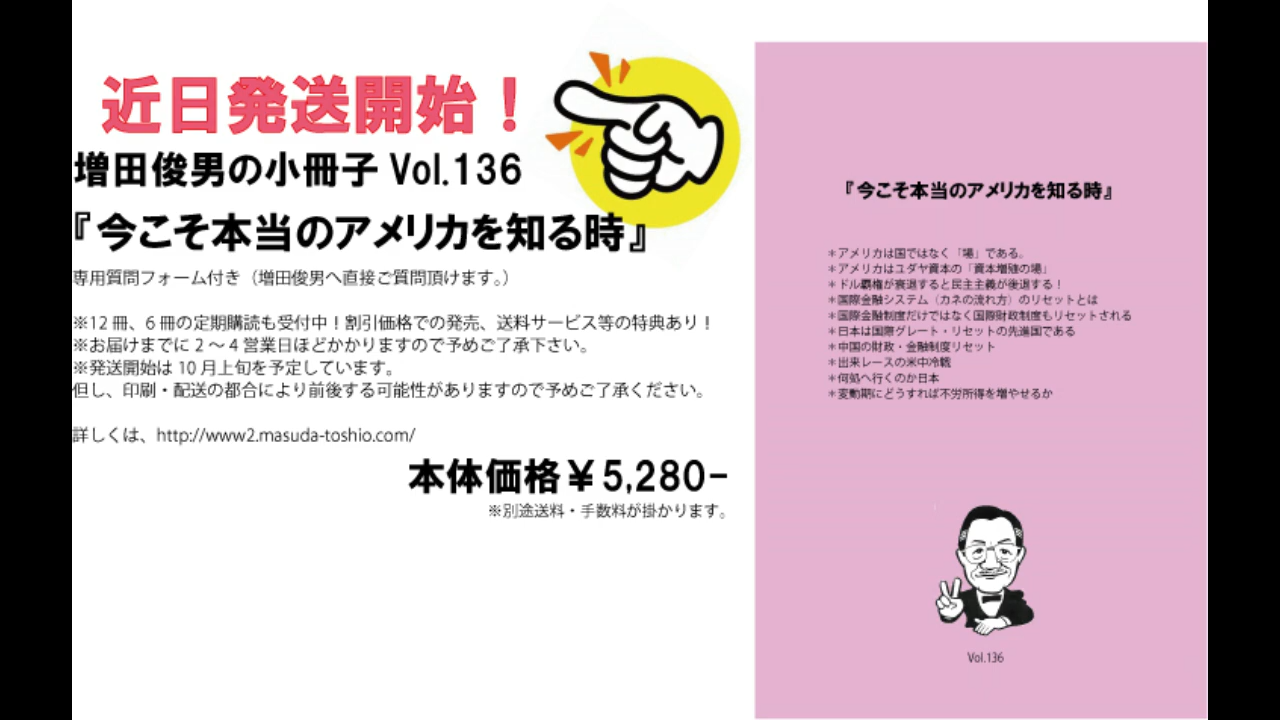 近日発送開始！
増田俊男の小冊子 Vol.136
『今こそ本当のアメリカを知る時』
専用質問フォーム付き（増田俊男へ直接ご質問頂けます。）
※12 冊、6 冊の定期購読も受付中！割引価格での発売、送料サービス等の特典あり！
※お届けまでに 2 〜 4 営業日ほどかかりますので予めご了承下さい。
※発送開始は 10 月上旬を予定しています。
但し、印刷・配送の都合により前後する可能性がありますので予めご了承ください。
詳しくは、http://www2.masuda-toshio.com/
本体価格￥5,280−
※別途送料・手数料が掛かります。
『今こそ本当のアメリカを知る時』
＊アメリカは国ではなく「場」である。
＊アメリカはユダヤ資本の「資本増殖の場」
＊ドル覇権が衰退すると民主主義が後退する！
＊国際金融システム（カネの流れ方）のリセットとは
＊国際金融制度だけではなく国際財政制度もリセットされる
＊日本は国際グレート・リセットの先進国である
＊中国の財政・金融制度リセット
＊出来レースの米中冷戦
＊何処へ行くのか日本
＊変動期にどうすれば不労所得を増やせるか
Vol.136